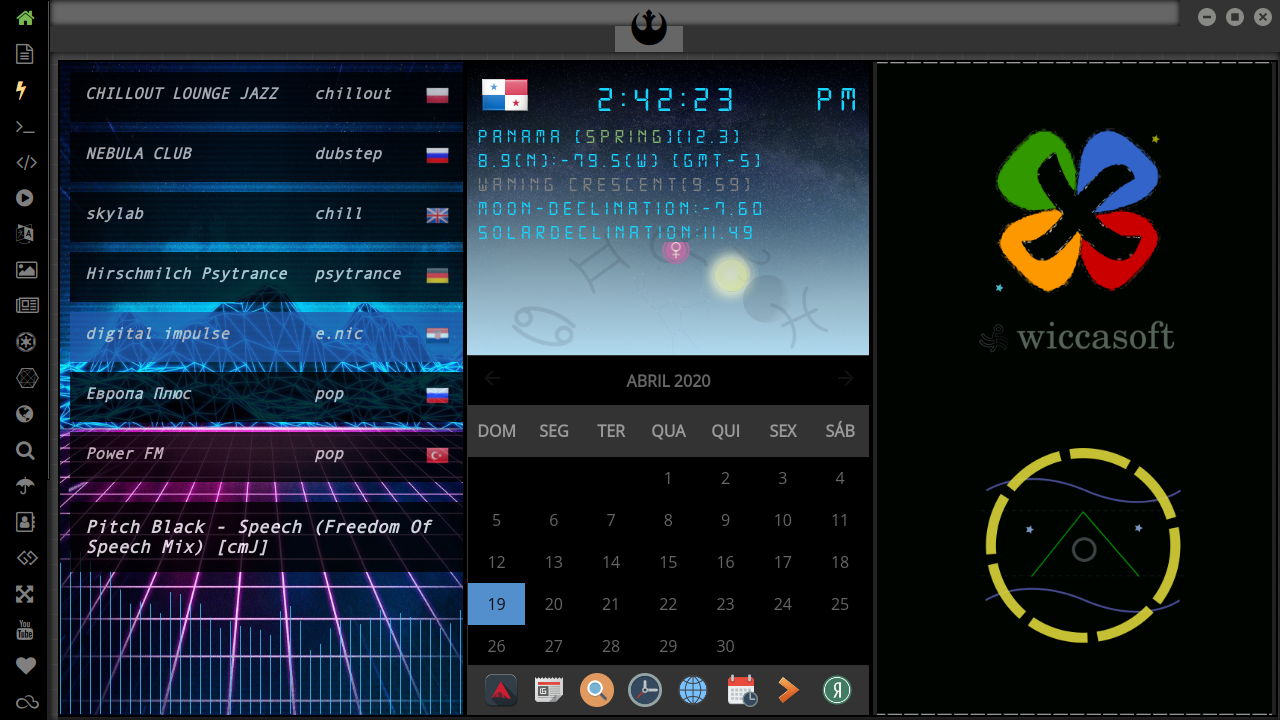 CHILLOUT LOUNGE JAZZ chillout
NEBULA CLUB dubstep
skylab chill
Hirschmilch Psytrance psytrance
digital impulse e.nic
Европа Плюс pop
Power FM pop
Pitch Black - Speech (Freedom Of
Speech Mix) [cmJ]
2:42:23 PM
PANAMA [SPRING][12.3]
8.9(N):-79.5(W) [GMT-5]
WANING CRESCENT(9.59)
MOON-DECLINATION:-7.60
SOLARDECLINATION:11.49
ABRIL 2020
DOM SEG TER QUA QUI SEX SÁB
1 2 3 4
5 6 7 8 9 10 11
12 13 14 15 16 17 18
19 20 21 22 23 24 25
26 27 28 29 30
wiccasoft
You
Tube
Я